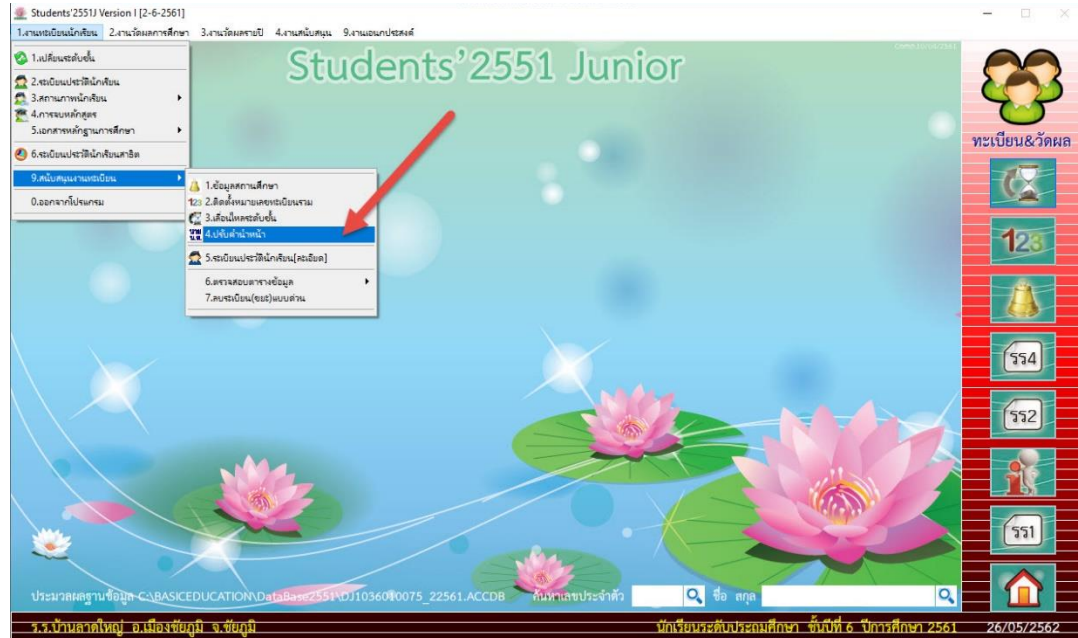 Students'2551J Version I [2-6-2561]
1.งานทะเบียนนักเรียน 2.งานวัดผลการศึกษา 3.งานวัดผลรายปี 4.งานสนับสนุน 9.งานเอนกประสงค์
1.เปลี่ยนระดับชั้น
2.ระเบียนประวัตินักเรียน
3.สถานภาพนักเรียน
4.การจบหลักสูตร
5.เอกสารหลักฐานการศึกษา
6.ระเบียนประวัตินักเรียนสาธิต
9.สนับสนุนงานทะเบียน
0.ออกจากโปรแกรม
1.ข้อมูลสถานศึกษา
123 2.ติดตั้งหมายเลขทะเบียนรวม
3.เลื่อนไหลระดับชั้น
4.ปรับคำนำหน้า
5.ระเบียนประวัตินักเรียน[ละเอียด]
6.ตรวจสอบตารางข้อมูล
7.ลบระเบียน(ขยะ)แบบด่วน
Students'2551 Junior
ทะเบียน&วัดผล
123
รร4
รร2
รร1
ประมวลผลฐานข้อมูล C:\BASICEDUCATION\DataBase2551\DJ1036010075_22561.ACCDB ค้นหาเลขประจำตัว ชื่อ สกุล
ร.ร.บ้านลาดใหญ่ อ.เมืองชัยภูมิ จ.ชัยภูมิ นักเรียนระดับประถมศึกษา ชั้นปีที่ 6 ปีการศึกษา 2561 26/05/2562